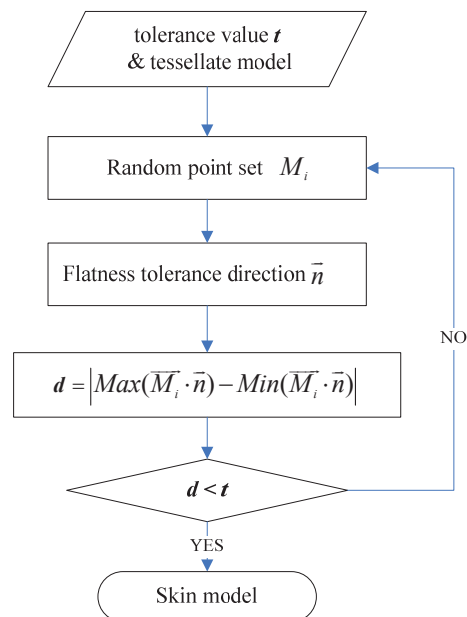 tolerance value t
& tessellate model
Random point set M_i
Flatness tolerance direction n⃗
d = |Max(M⃗_i · n⃗) − Min(M⃗_i · n⃗)|
NO
d < t
YES
Skin model